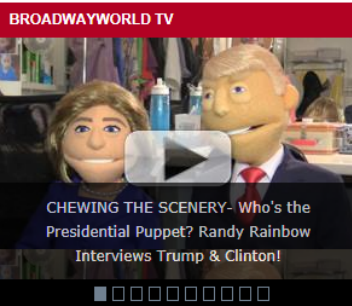 BROADWAYWORLD TV
CHEWING THE SCENERY- Who's the
Presidential Puppet? Randy Rainbow
Interviews Trump & Clinton!